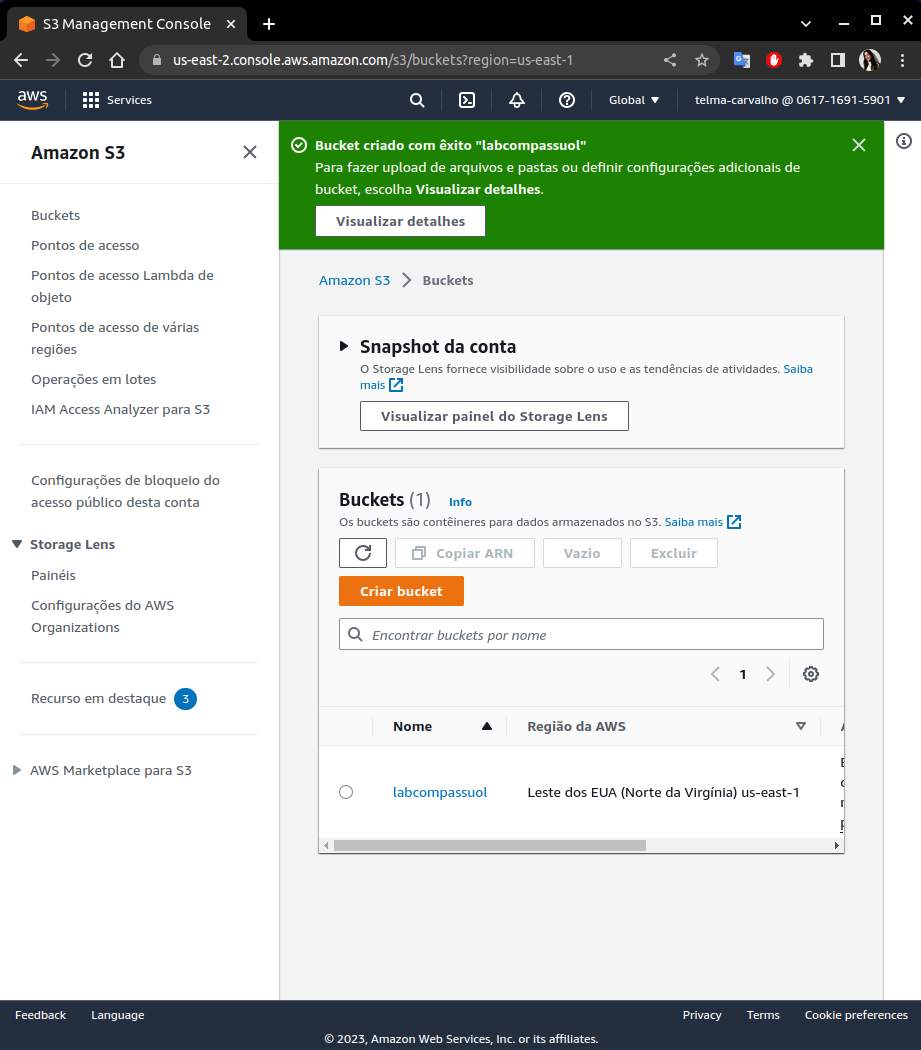 S3 Management Console
us-east-2.console.aws.amazon.com/s3/buckets?region=us-east-1
aws
Services
Global
telma-carvalho @ 0617-1691-5901
Amazon S3
Buckets
Pontos de acesso
Pontos de acesso Lambda de
objeto
Pontos de acesso de várias
regiões
Operações em lotes
IAM Access Analyzer para S3
Configurações de bloqueio do
acesso público desta conta
Storage Lens
Painéis
Configurações do AWS
Organizations
Recurso em destaque 3
AWS Marketplace para S3
Bucket criado com êxito "labcompassuol"
Para fazer upload de arquivos e pastas ou definir configurações adicionais de
bucket, escolha Visualizar detalhes.
Visualizar detalhes
Amazon S3 Buckets
Snapshot da conta
O Storage Lens fornece visibilidade sobre o uso e as tendências de atividades. Saiba
mais
Visualizar painel do Storage Lens
Buckets (1) Info
Os buckets são contêineres para dados armazenados no S3. Saiba mais
Copiar ARN
Vazio
Excluir
Criar bucket
Encontrar buckets por nome
1
Nome
Região da AWS
labcompassuol
Leste dos EUA (Norte da Virgínia) us-east-1
Feedback
Language
Privacy
Terms
Cookie preferences
© 2023, Amazon Web Services, Inc. or its affiliates.